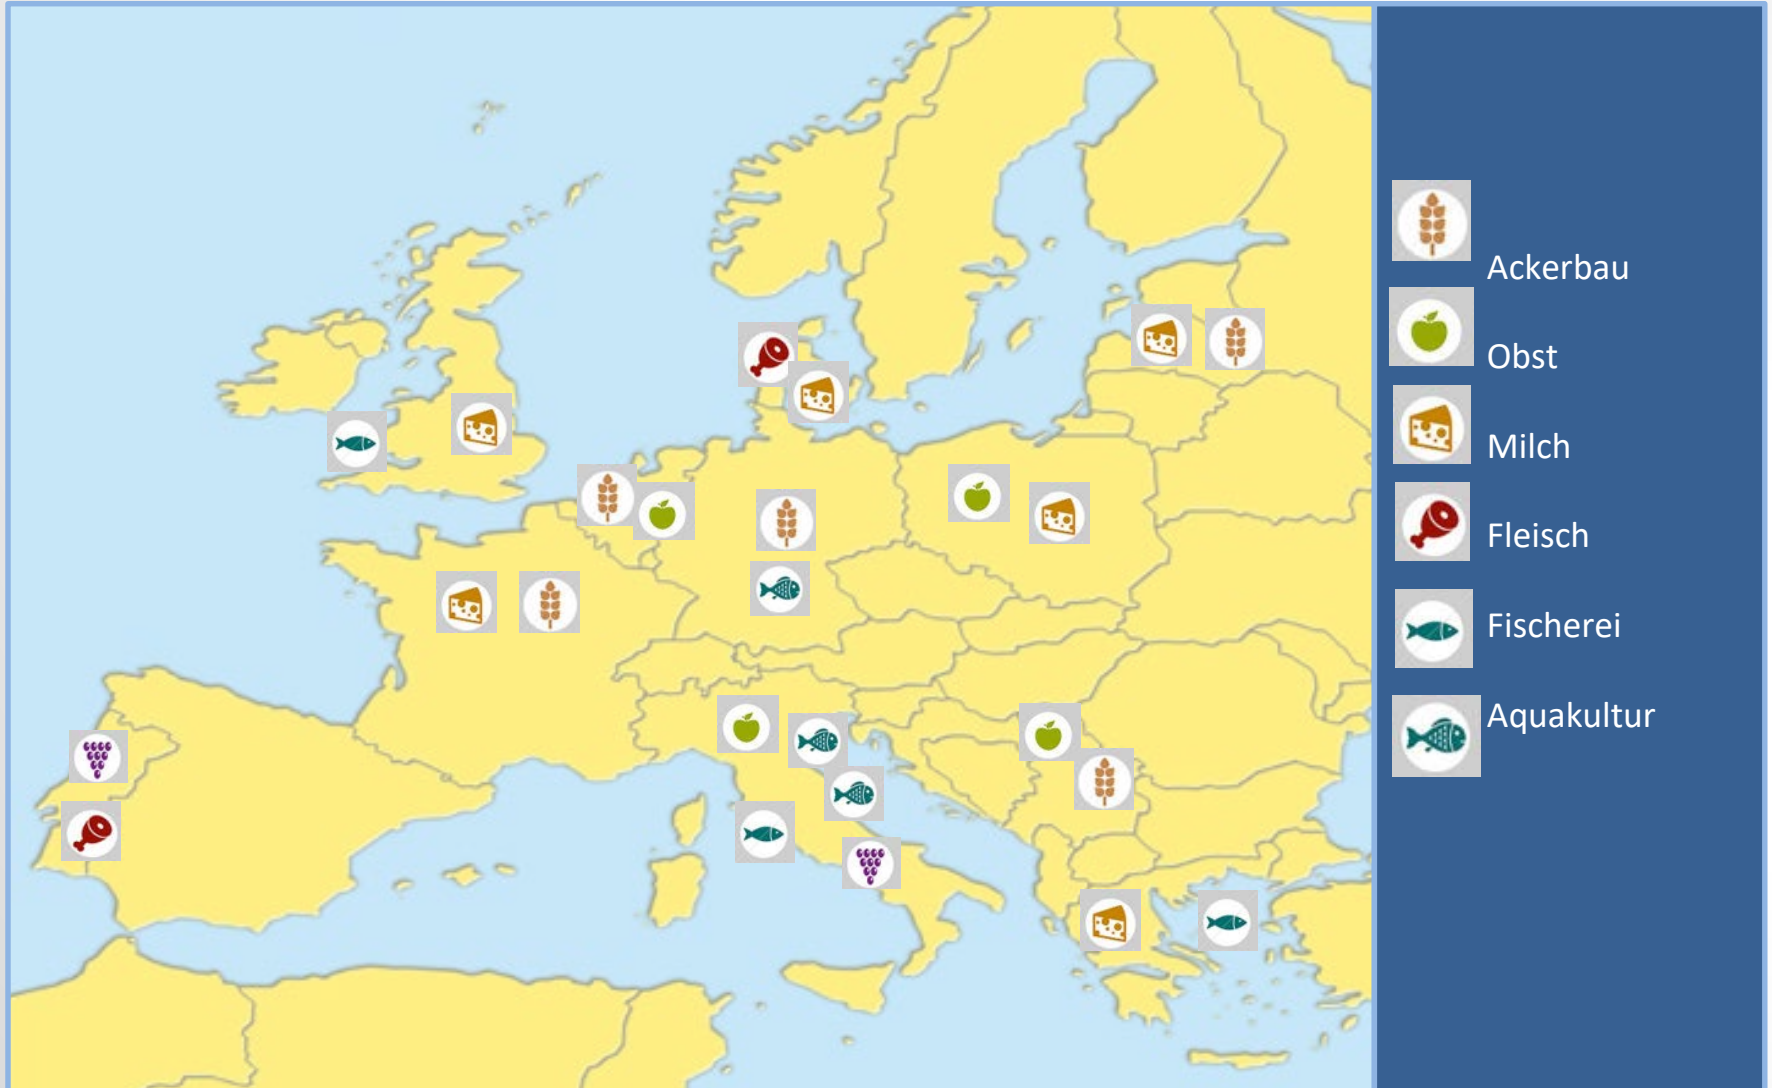 Ackerbau
Obst
Milch
Fleisch
Fischerei
Aquakultur